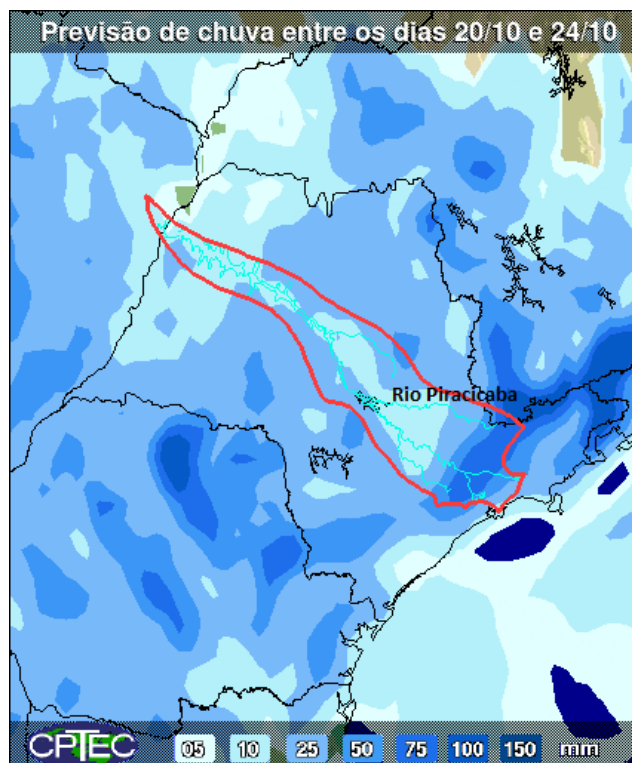 Previsão de chuva entre os dias 20/10 e 24/10
Rio Piracicaba
CPTEC 05 10 25 50 75 100 150 mm